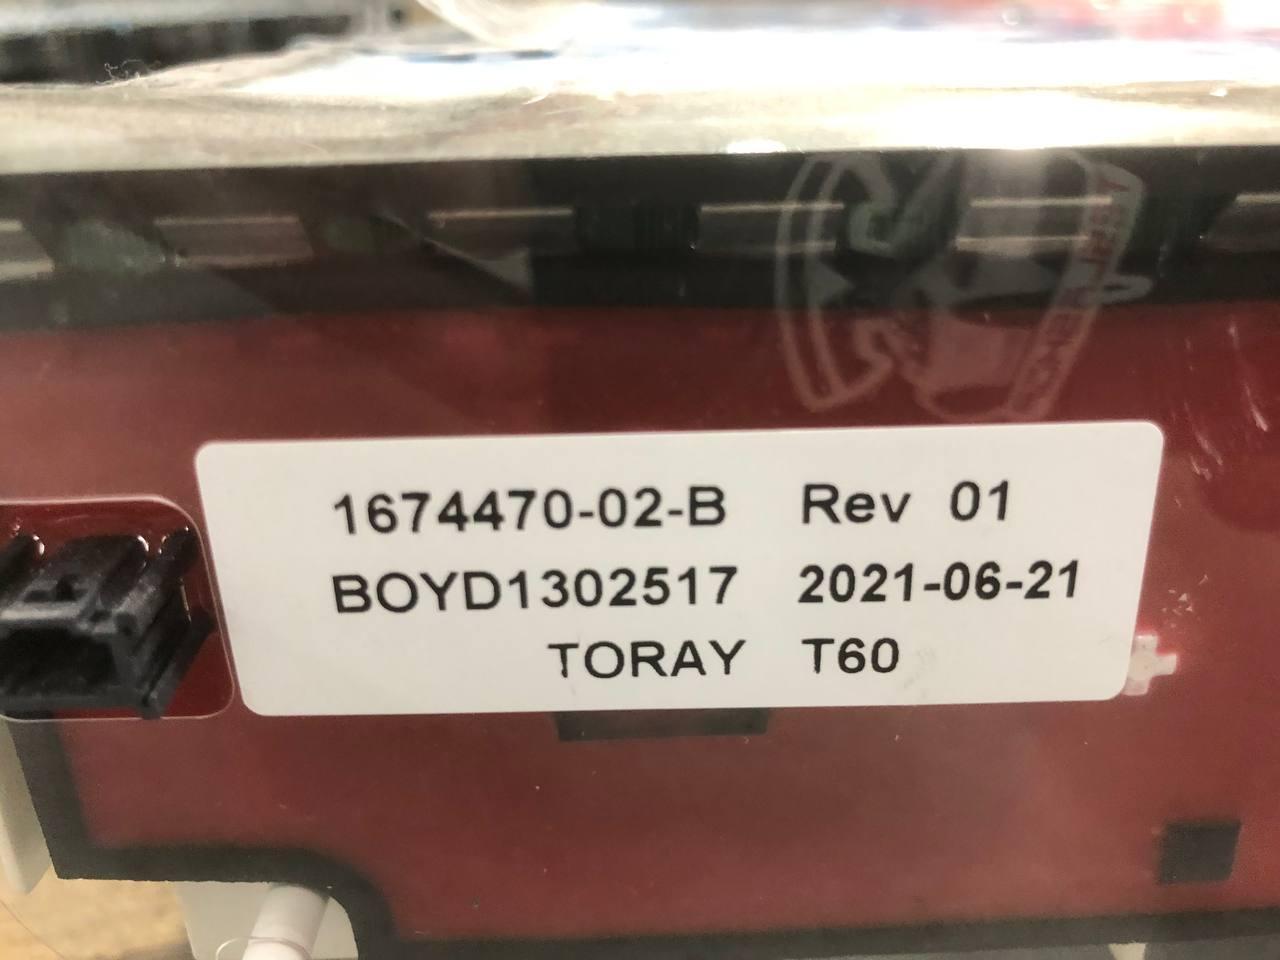 1674470-02-B Rev 01
BOYD1302517 2021-06-21
TORAY T60